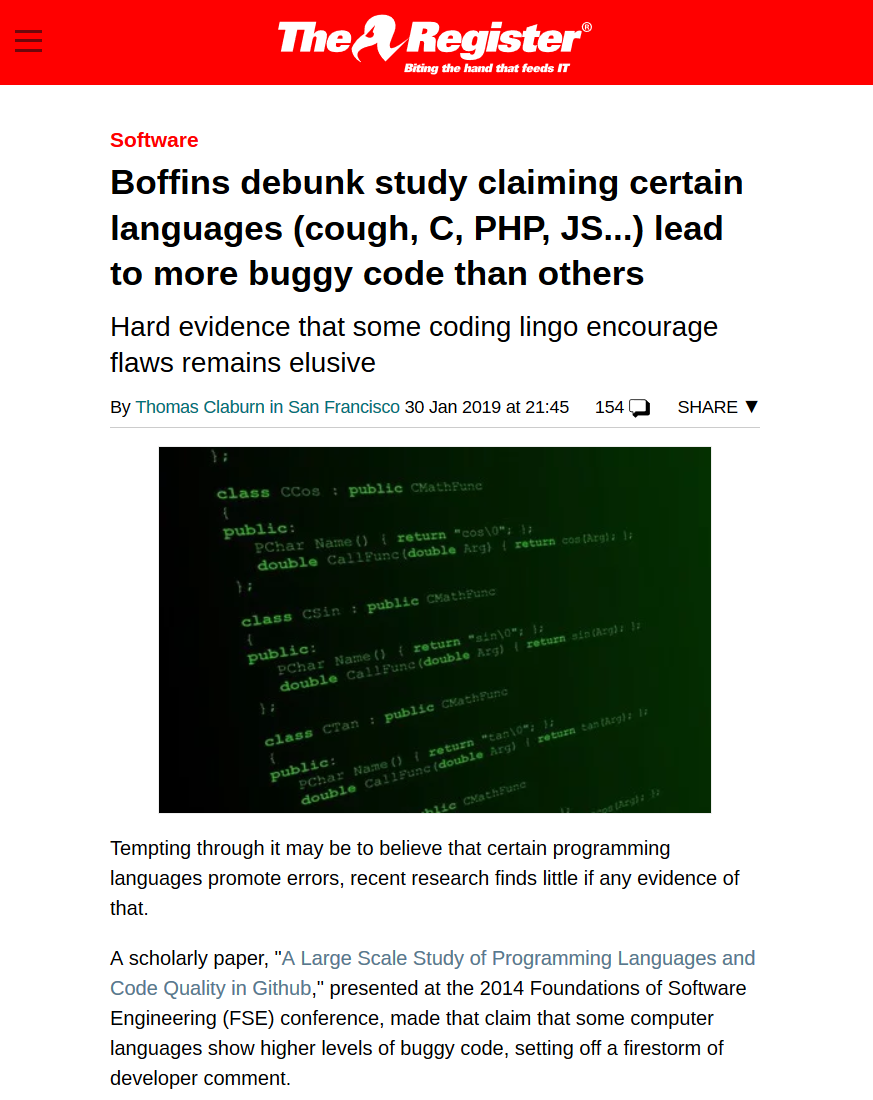 The Register®
Biting the hand that feeds IT
Software
Boffins debunk study claiming certain
languages (cough, C, PHP, JS...) lead
to more buggy code than others
Hard evidence that some coding lingo encourage
flaws remains elusive
By Thomas Claburn in San Francisco 30 Jan 2019 at 21:45 154 SHARE ▼
};
class CCos : public CMathFunc
{
public:
PChar Name() { return "cos\0"; };
double CallFunc(double Arg) { return cos(Arg); };
};
class CSin : public CMathFunc
{
public:
PChar Name() { return "sin\0"; };
double CallFunc(double Arg) { return sin(Arg); };
};
class CTan : public CMathFunc
{
public:
PChar Name() { return "tan\0"; };
double CallFunc(double Arg) { return tan(Arg); };
blic CMathFunc
Tempting through it may be to believe that certain programming
languages promote errors, recent research finds little if any evidence of
that.
A scholarly paper, "A Large Scale Study of Programming Languages and
Code Quality in Github," presented at the 2014 Foundations of Software
Engineering (FSE) conference, made that claim that some computer
languages show higher levels of buggy code, setting off a firestorm of
developer comment.